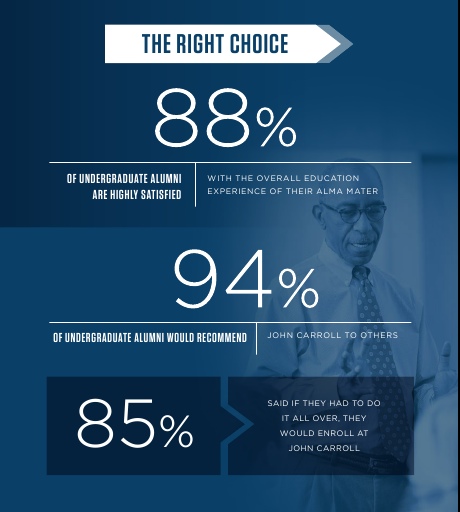 THE RIGHT CHOICE
88%
OF UNDERGRADUATE ALUMNI
ARE HIGHLY SATISFIED
WITH THE OVERALL EDUCATION
EXPERIENCE OF THEIR ALMA MATER
94%
OF UNDERGRADUATE ALUMNI WOULD RECOMMEND
JOHN CARROLL TO OTHERS
85%
SAID IF THEY HAD TO DO
IT ALL OVER, THEY
WOULD ENROLL AT
JOHN CARROLL